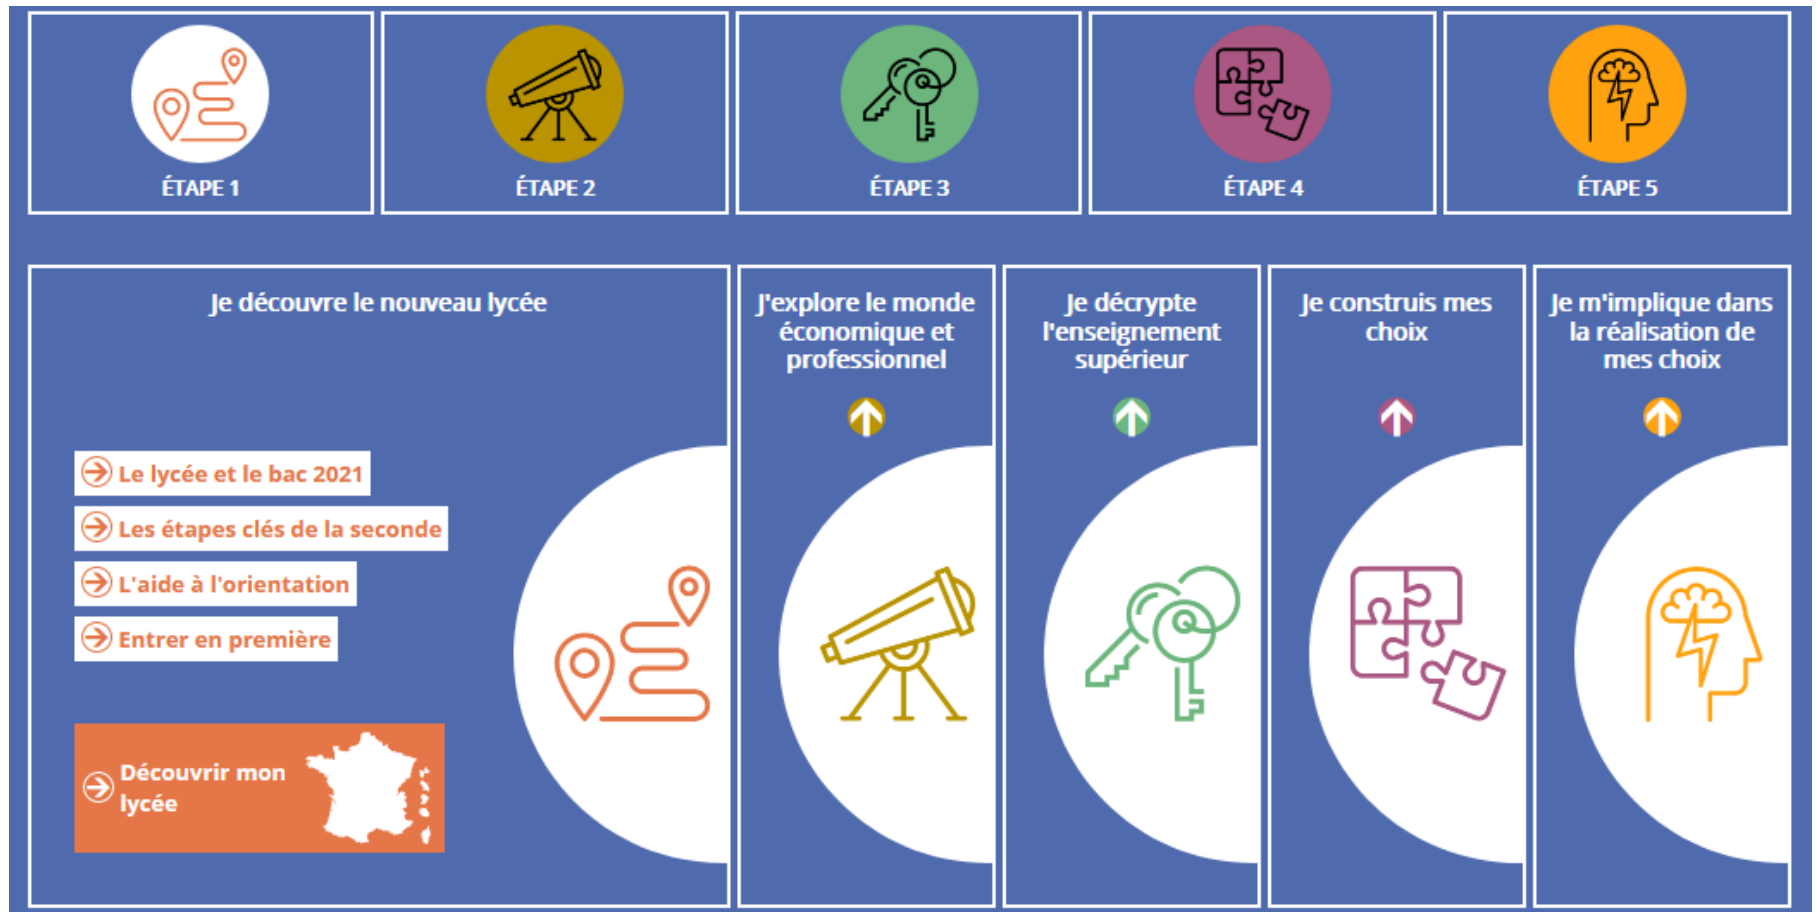 ÉTAPE 1
ÉTAPE 2
ÉTAPE 3
ÉTAPE 4
ÉTAPE 5
Je découvre le nouveau lycée
Le lycée et le bac 2021
Les étapes clés de la seconde
L'aide à l'orientation
Entrer en première
Découvrir mon
lycée
J'explore le monde
économique et
professionnel
Je décrypte
l'enseignement
supérieur
Je construis mes
choix
Je m'implique dans
la réalisation de
mes choix